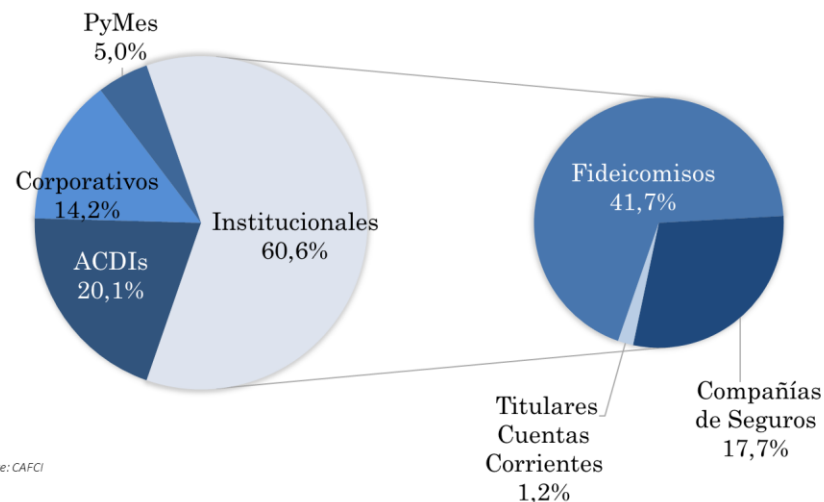 PyMes
5,0%
Corporativos
14,2%
ACDIs
20,1%
Institucionales
60,6%
Fideicomisos
41,7%
Titulares
Cuentas
Corrientes
1,2%
Compañías
de Seguros
17,7%
e: CAFCI